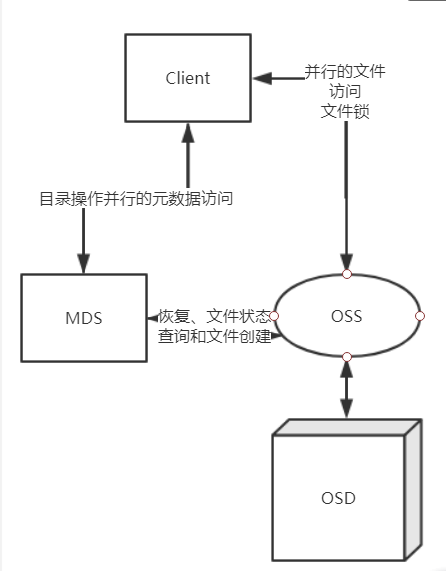 Client
并行的文件
访问
文件锁
目录操作并行的元数据访问
MDS
恢复、文件状态
查询和文件创建
OSS
OSD